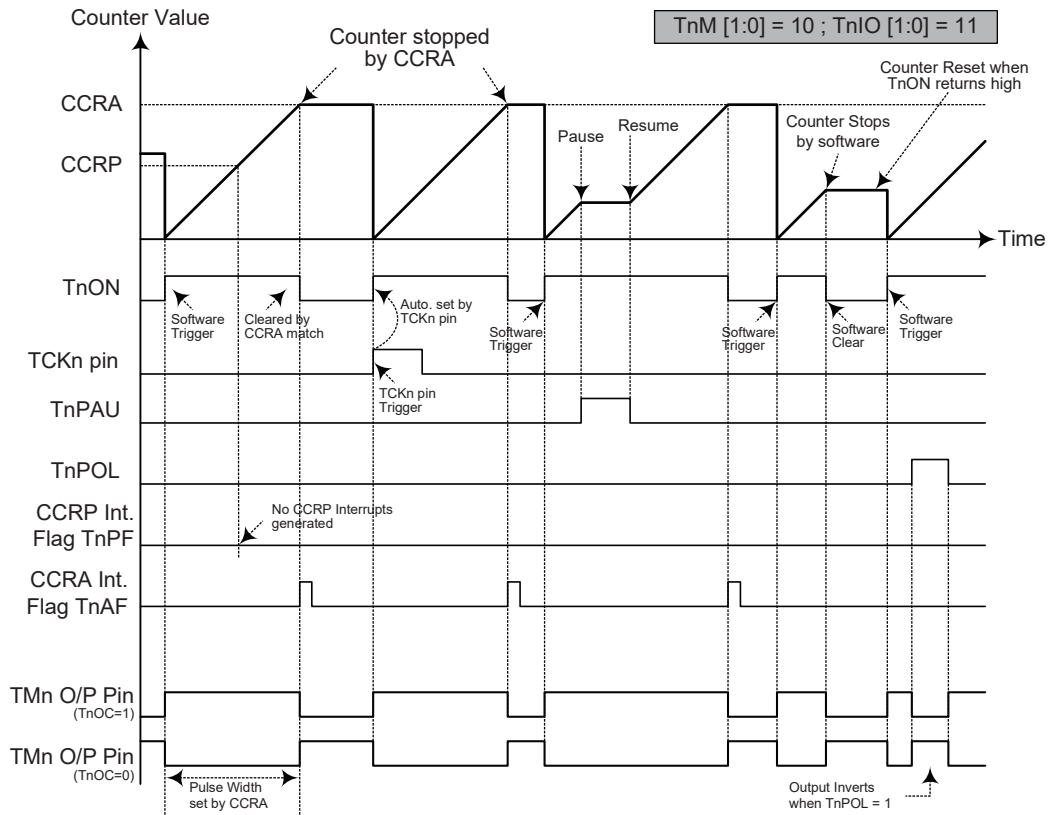 Counter Value
TnM [1:0] = 10 ; TnIO [1:0] = 11
Counter stopped
by CCRA
Counter Reset when
TnON returns high
CCRA
Pause
Resume
Counter Stops
by software
CCRP
Time
TnON
Software
Trigger
Cleared by
CCRA match
Auto. set by
TCKn pin
Software
Trigger
Software
Trigger
Software
Clear
Software
Trigger
TCKn pin
TCKn pin
Trigger
TnPAU
TnPOL
No CCRP Interrupts
generated
CCRP Int.
Flag TnPF
CCRA Int.
Flag TnAF
TMn O/P Pin
(TnOC=1)
TMn O/P Pin
(TnOC=0)
Pulse Width
set by CCRA
Output Inverts
when TnPOL = 1